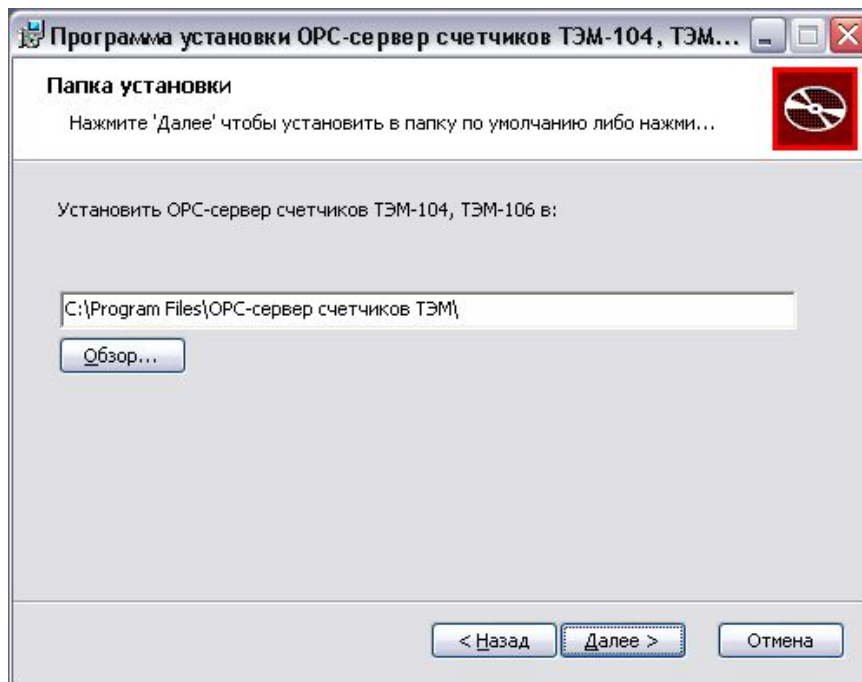 Программа установки OPC-сервер счетчиков ТЭМ-104, ТЭМ...
Папка установки
Нажмите 'Далее' чтобы установить в папку по умолчанию либо нажми...
Установить OPC-сервер счетчиков ТЭМ-104, ТЭМ-106 в:
C:\Program Files\OPC-сервер счетчиков ТЭМ\
Обзор...
< Назад
Далее >
Отмена